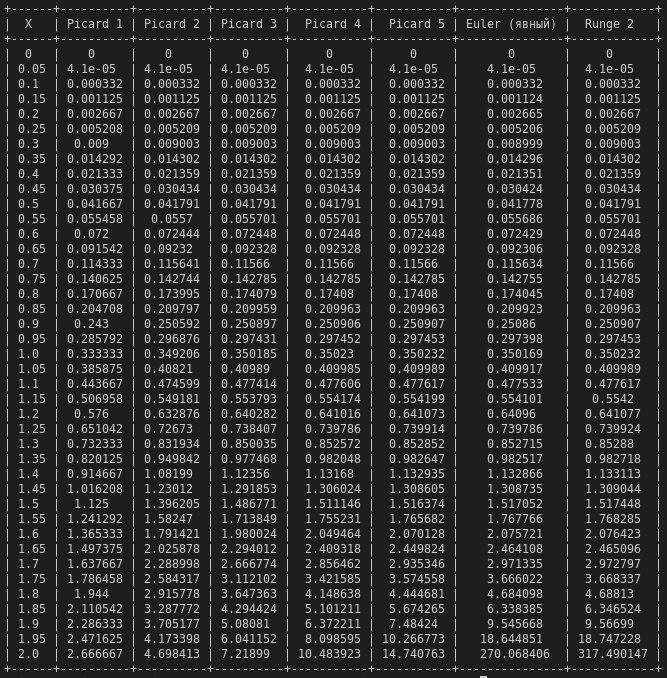 X | Picard 1 | Picard 2 | Picard 3 | Picard 4 | Picard 5 | Euler (явный) | Runge 2
0 | 0 | 0 | 0 | 0 | 0 | 0 | 0
0.05 | 4.1e-05 | 4.1e-05 | 4.1e-05 | 4.1e-05 | 4.1e-05 | 4.1e-05 | 4.1e-05
0.1 | 0.000332 | 0.000332 | 0.000332 | 0.000332 | 0.000332 | 0.000332 | 0.000332
0.15 | 0.001125 | 0.001125 | 0.001125 | 0.001125 | 0.001125 | 0.001124 | 0.001125
0.2 | 0.002667 | 0.002667 | 0.002667 | 0.002667 | 0.002667 | 0.002665 | 0.002667
0.25 | 0.005208 | 0.005209 | 0.005209 | 0.005209 | 0.005209 | 0.005206 | 0.005209
0.3 | 0.009 | 0.009003 | 0.009003 | 0.009003 | 0.009003 | 0.008999 | 0.009003
0.35 | 0.014292 | 0.014302 | 0.014302 | 0.014302 | 0.014302 | 0.014296 | 0.014302
0.4 | 0.021333 | 0.021359 | 0.021359 | 0.021359 | 0.021359 | 0.021351 | 0.021359
0.45 | 0.030375 | 0.030434 | 0.030434 | 0.030434 | 0.030434 | 0.030424 | 0.030434
0.5 | 0.041667 | 0.041791 | 0.041791 | 0.041791 | 0.041791 | 0.041778 | 0.041791
0.55 | 0.055458 | 0.0557 | 0.055701 | 0.055701 | 0.055701 | 0.055686 | 0.055701
0.6 | 0.072 | 0.072444 | 0.072448 | 0.072448 | 0.072448 | 0.072429 | 0.072448
0.65 | 0.091542 | 0.09232 | 0.092328 | 0.092328 | 0.092328 | 0.092306 | 0.092328
0.7 | 0.114333 | 0.115641 | 0.11566 | 0.11566 | 0.11566 | 0.115634 | 0.11566
0.75 | 0.140625 | 0.142744 | 0.142785 | 0.142785 | 0.142785 | 0.142755 | 0.142785
0.8 | 0.170667 | 0.173995 | 0.174079 | 0.17408 | 0.17408 | 0.174045 | 0.17408
0.85 | 0.204708 | 0.209797 | 0.209959 | 0.209963 | 0.209963 | 0.209923 | 0.209963
0.9 | 0.243 | 0.250592 | 0.250897 | 0.250906 | 0.250907 | 0.25086 | 0.250907
0.95 | 0.285792 | 0.296876 | 0.297431 | 0.297452 | 0.297453 | 0.297398 | 0.297453
1.0 | 0.333333 | 0.349206 | 0.350185 | 0.35023 | 0.350232 | 0.350169 | 0.350232
1.05 | 0.385875 | 0.40821 | 0.40989 | 0.409985 | 0.409989 | 0.409917 | 0.409989
1.1 | 0.443667 | 0.474599 | 0.477414 | 0.477606 | 0.477617 | 0.477533 | 0.477617
1.15 | 0.506958 | 0.549181 | 0.553793 | 0.554174 | 0.554199 | 0.554101 | 0.5542
1.2 | 0.576 | 0.632876 | 0.640282 | 0.641016 | 0.641073 | 0.64096 | 0.641077
1.25 | 0.651042 | 0.72673 | 0.738407 | 0.739786 | 0.739914 | 0.739786 | 0.739924
1.3 | 0.732333 | 0.831934 | 0.850035 | 0.852572 | 0.852852 | 0.852715 | 0.85288
1.35 | 0.820125 | 0.949842 | 0.977468 | 0.982048 | 0.982647 | 0.982517 | 0.982718
1.4 | 0.914667 | 1.08199 | 1.12356 | 1.13168 | 1.132935 | 1.132866 | 1.133113
1.45 | 1.016208 | 1.23012 | 1.291853 | 1.306024 | 1.308605 | 1.308735 | 1.309044
1.5 | 1.125 | 1.396205 | 1.486771 | 1.511146 | 1.516374 | 1.517052 | 1.517448
1.55 | 1.241292 | 1.58247 | 1.713849 | 1.755231 | 1.765682 | 1.767766 | 1.768285
1.6 | 1.365333 | 1.791421 | 1.980024 | 2.049464 | 2.070128 | 2.075721 | 2.076423
1.65 | 1.497375 | 2.025878 | 2.294012 | 2.409318 | 2.449824 | 2.464108 | 2.465096
1.7 | 1.637667 | 2.288998 | 2.666774 | 2.856462 | 2.935346 | 2.971335 | 2.972797
1.75 | 1.786458 | 2.584317 | 3.112102 | 3.421585 | 3.574558 | 3.666022 | 3.668337
1.8 | 1.944 | 2.915778 | 3.647363 | 4.148638 | 4.444681 | 4.684098 | 4.68813
1.85 | 2.110542 | 3.287772 | 4.294424 | 5.101211 | 5.674265 | 6.338385 | 6.346524
1.9 | 2.286333 | 3.705177 | 5.08081 | 6.372211 | 7.48424 | 9.545668 | 9.56699
1.95 | 2.471625 | 4.173398 | 6.041152 | 8.098595 | 10.266773 | 18.644851 | 18.747228
2.0 | 2.666667 | 4.698413 | 7.21899 | 10.483923 | 14.740763 | 270.068406 | 317.490147